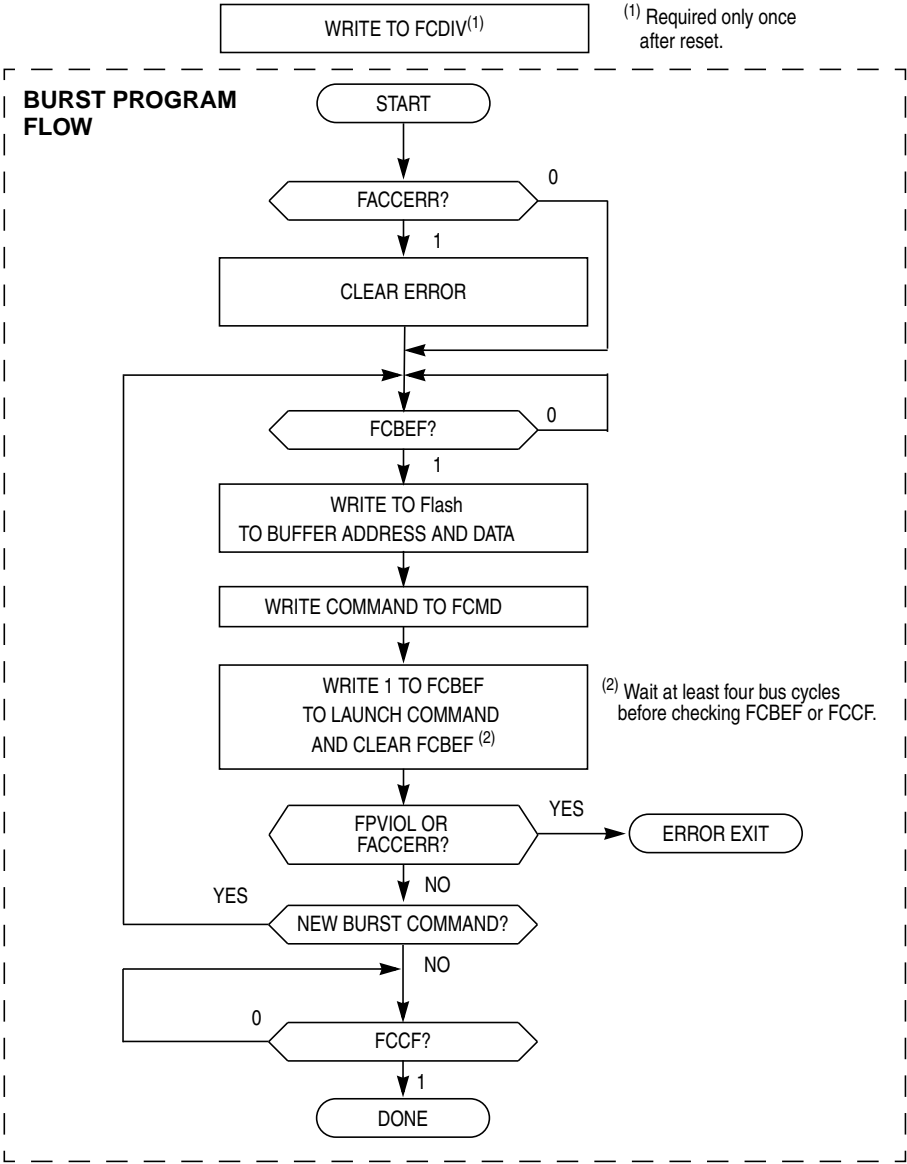 WRITE TO FCDIV(1)
(1) Required only once
after reset.
BURST PROGRAM
FLOW
START
FACCERR?
0
1
CLEAR ERROR
FCBEF?
0
1
WRITE TO Flash
TO BUFFER ADDRESS AND DATA
WRITE COMMAND TO FCMD
WRITE 1 TO FCBEF
TO LAUNCH COMMAND
AND CLEAR FCBEF (2)
(2) Wait at least four bus cycles
before checking FCBEF or FCCF.
FPVIOL OR
FACCERR?
YES
ERROR EXIT
NO
YES
NEW BURST COMMAND?
NO
0
FCCF?
1
DONE